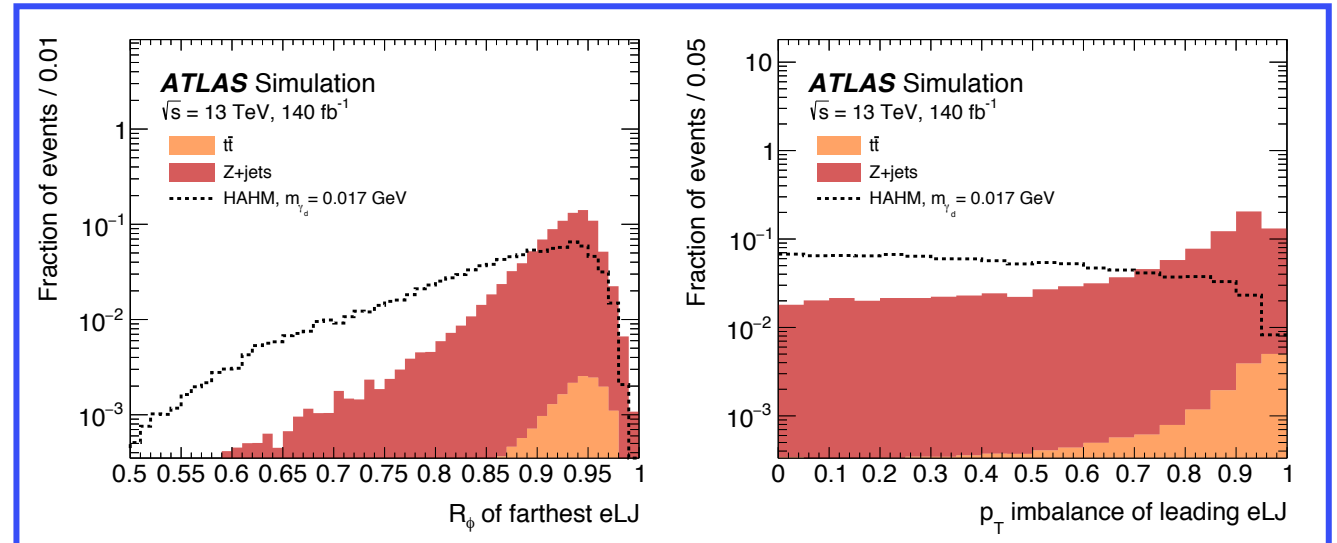 Fraction of events / 0.01
ATLAS Simulation
√s = 13 TeV, 140 fb⁻¹
tt̄
Z+jets
HAHM, m_γ_d = 0.017 GeV
1
10⁻¹
10⁻²
10⁻³
0.5 0.55 0.6 0.65 0.7 0.75 0.8 0.85 0.9 0.95 1
R_ϕ of farthest eLJ
Fraction of events / 0.05
ATLAS Simulation
√s = 13 TeV, 140 fb⁻¹
tt̄
Z+jets
HAHM, m_γ_d = 0.017 GeV
10
1
10⁻¹
10⁻²
10⁻³
0 0.1 0.2 0.3 0.4 0.5 0.6 0.7 0.8 0.9 1
p_T imbalance of leading eLJ